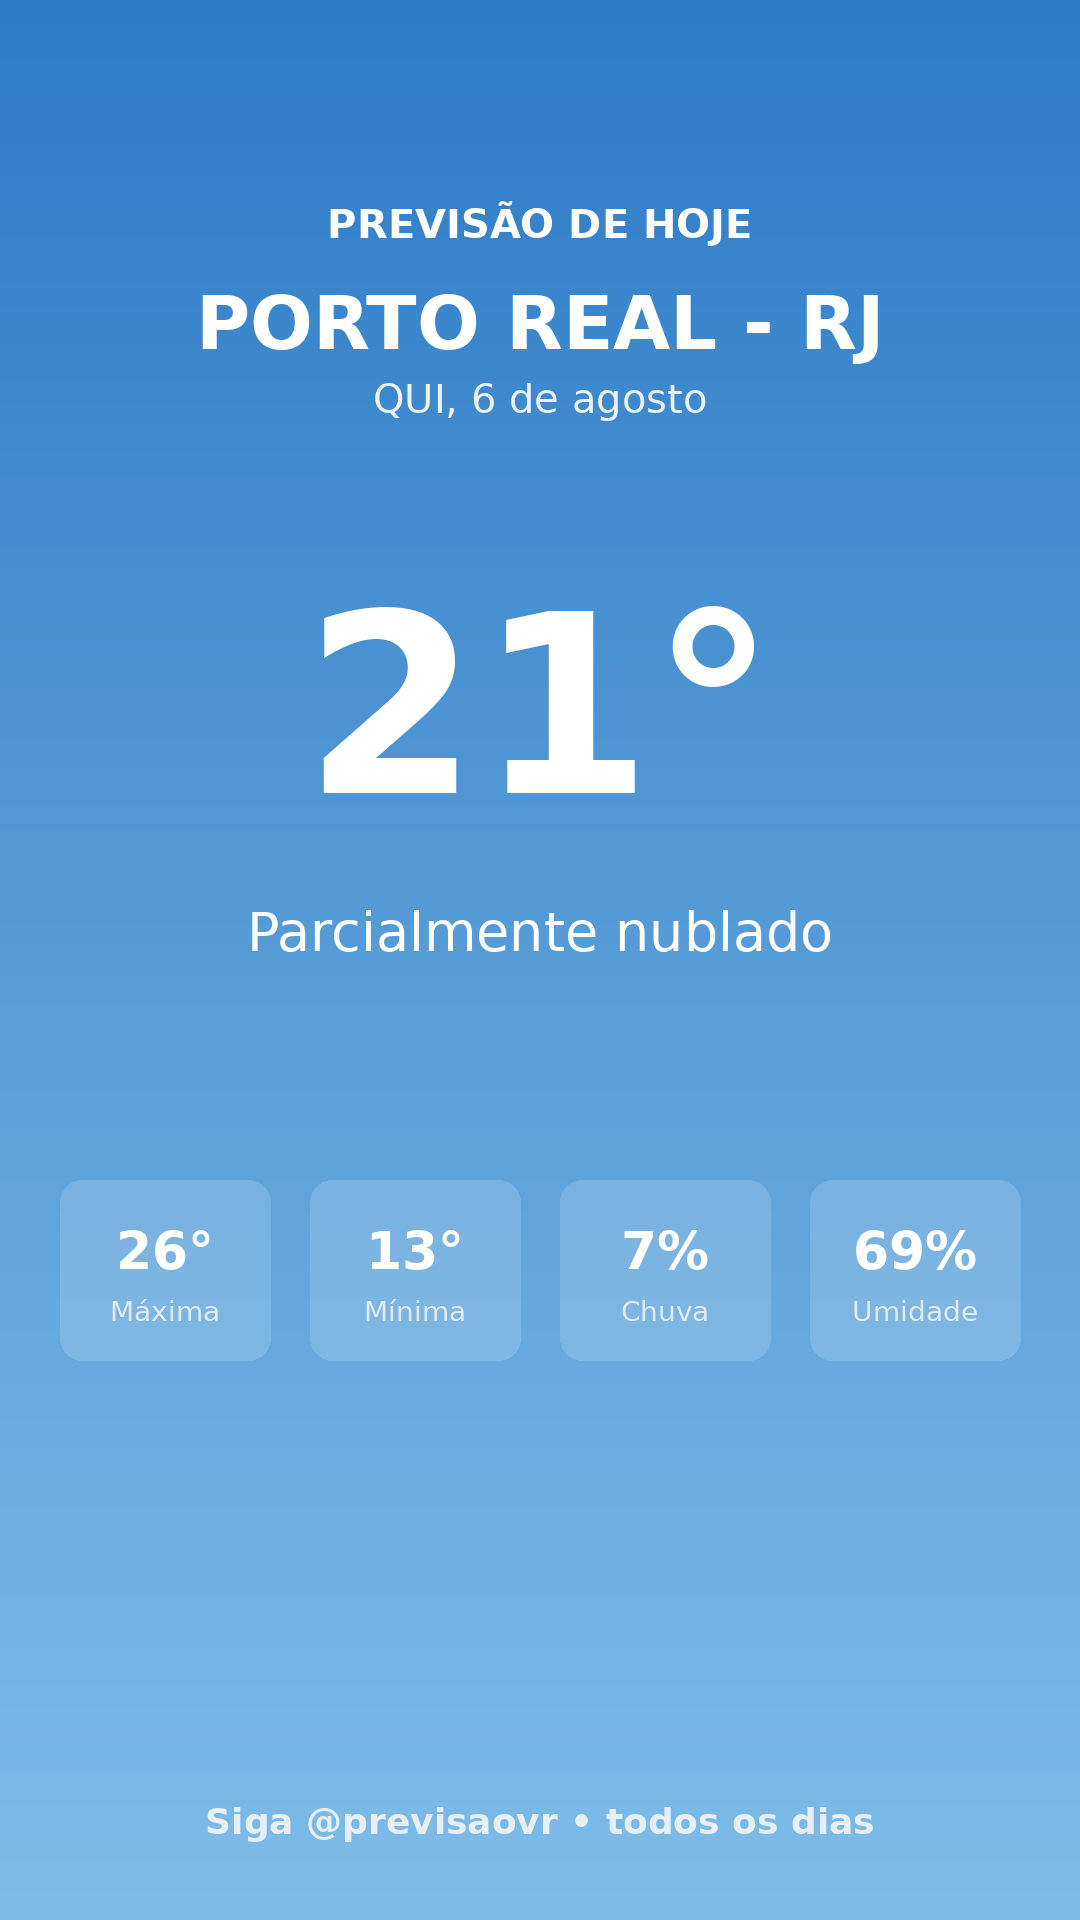 PREVISÃO DE HOJE
PORTO REAL - RJ
QUI, 6 de agosto
21°
Parcialmente nublado
26° 13° 7% 69%
Máxima Mínima Chuva Umidade
Siga @previsaovr • todos os dias